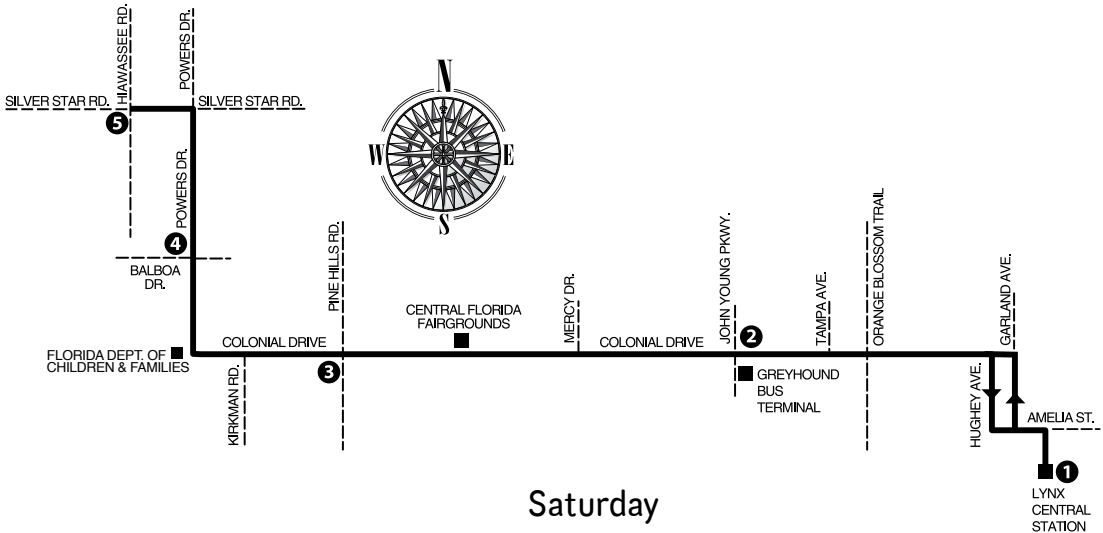 HIAWASSEE RD.
POWERS DR.
SILVER STAR RD.
SILVER STAR RD.
5
POWERS DR.
4
BALBOA
DR.
N
W
E
S
PINE HILLS RD.
CENTRAL FLORIDA
FAIRGROUNDS
MERCY DR.
JOHN YOUNG PKWY.
TAMPA AVE.
ORANGE BLOSSOM TRAIL
GARLAND AVE.
COLONIAL DRIVE
COLONIAL DRIVE
2
FLORIDA DEPT. OF
CHILDREN & FAMILIES
KIRKMAN RD.
3
GREYHOUND
BUS
TERMINAL
HUGHEY AVE.
AMELIA ST.
1
LYNX
CENTRAL
STATION
Saturday